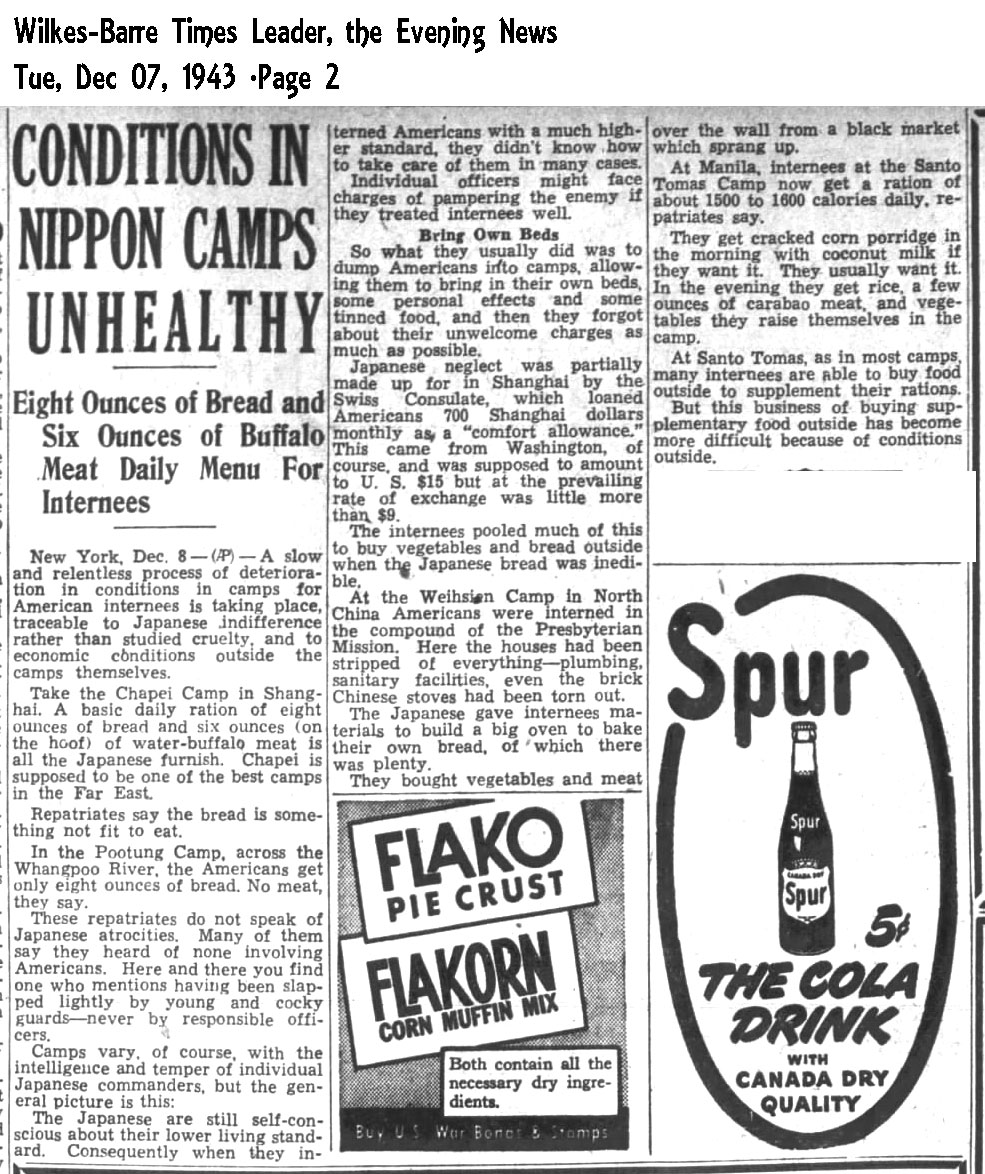 Wilkes-Barre Times Leader, the Evening News
Tue, Dec 07, 1943 ·Page 2
CONDITIONS IN
NIPPON CAMPS
UNHEALTHY
Eight Ounces of Bread and
Six Ounces of Buffalo
Meat Daily Menu For
Internees
New York, Dec. 8—(AP)—A slow
and relentless process of deteriora-
tion in conditions in camps for
American internees is taking place,
traceable to Japanese indifference
rather than studied cruelty, and to
economic conditions outside the
camps themselves.
Take the Chapei Camp in Shang-
hai. A basic daily ration of eight
ounces of bread and six ounces (on
the hoof) of water-buffalo meat is
all the Japanese furnish. Chapei is
supposed to be one of the best camps
in the Far East.
Repatriates say the bread is some-
thing not fit to eat.
In the Pootung Camp, across the
Whangpoo River, the Americans get
only eight ounces of bread. No meat,
they say.
These repatriates do not speak of
Japanese atrocities. Many of them
say they heard of none involving
Americans. Here and there you find
one who mentions having been slap-
ped lightly by young and cocky
guards—never by responsible offi-
cers.
Camps vary, of course, with the
intelligence and temper of individual
Japanese commanders, but the gen-
eral picture is this:
The Japanese are still self-con-
scious about their lower living stand-
ard. Consequently when they in-
terned Americans with a much high-
er standard, they didn't know how
to take care of them in many cases.
Individual officers might face
charges of pampering the enemy if
they treated internees well.
Bring Own Beds
So what they usually did was to
dump Americans into camps, allow-
ing them to bring in their own beds,
some personal effects and some
tinned food, and then they forgot
about their unwelcome charges as
much as possible.
Japanese neglect was partially
made up for in Shanghai by the
Swiss Consulate, which loaned
Americans 700 Shanghai dollars
monthly as a "comfort allowance."
This came from Washington, of
course, and was supposed to amount
to U. S. $15 but at the prevailing
rate of exchange was little more
than $9.
The internees pooled much of this
to buy vegetables and bread outside
when the Japanese bread was inedi-
ble.
At the Weihsien Camp in North
China Americans were interned in
the compound of the Presbyterian
Mission. Here the houses had been
stripped of everything—plumbing,
sanitary facilities, even the brick
Chinese stoves had been torn out.
The Japanese gave internees ma-
terials to build a big oven to bake
their own bread, of which there
was plenty.
They bought vegetables and meat
over the wall from a black market
which sprang up.
At Manila, internees at the Santo
Tomas Camp now get a ration of
about 1500 to 1600 calories daily, re-
patriates say.
They get cracked corn porridge in
the morning with coconut milk if
they want it. They usually want it.
In the evening they get rice, a few
ounces of carabao meat, and vege-
tables they raise themselves in the
camp.
At Santo Tomas, as in most camps,
many internees are able to buy food
outside to supplement their rations.
But this business of buying sup-
plementary food outside has become
more difficult because of conditions
outside.
FLAKO
PIE CRUST
FLAKORN
CORN MUFFIN MIX
Both contain all the
necessary dry ingre-
dients.
Buy U.S. War Bonds & Stamps
Spur
Spur
CANADA DRY
Spur
5¢
THE COLA
DRINK
WITH
CANADA DRY
QUALITY